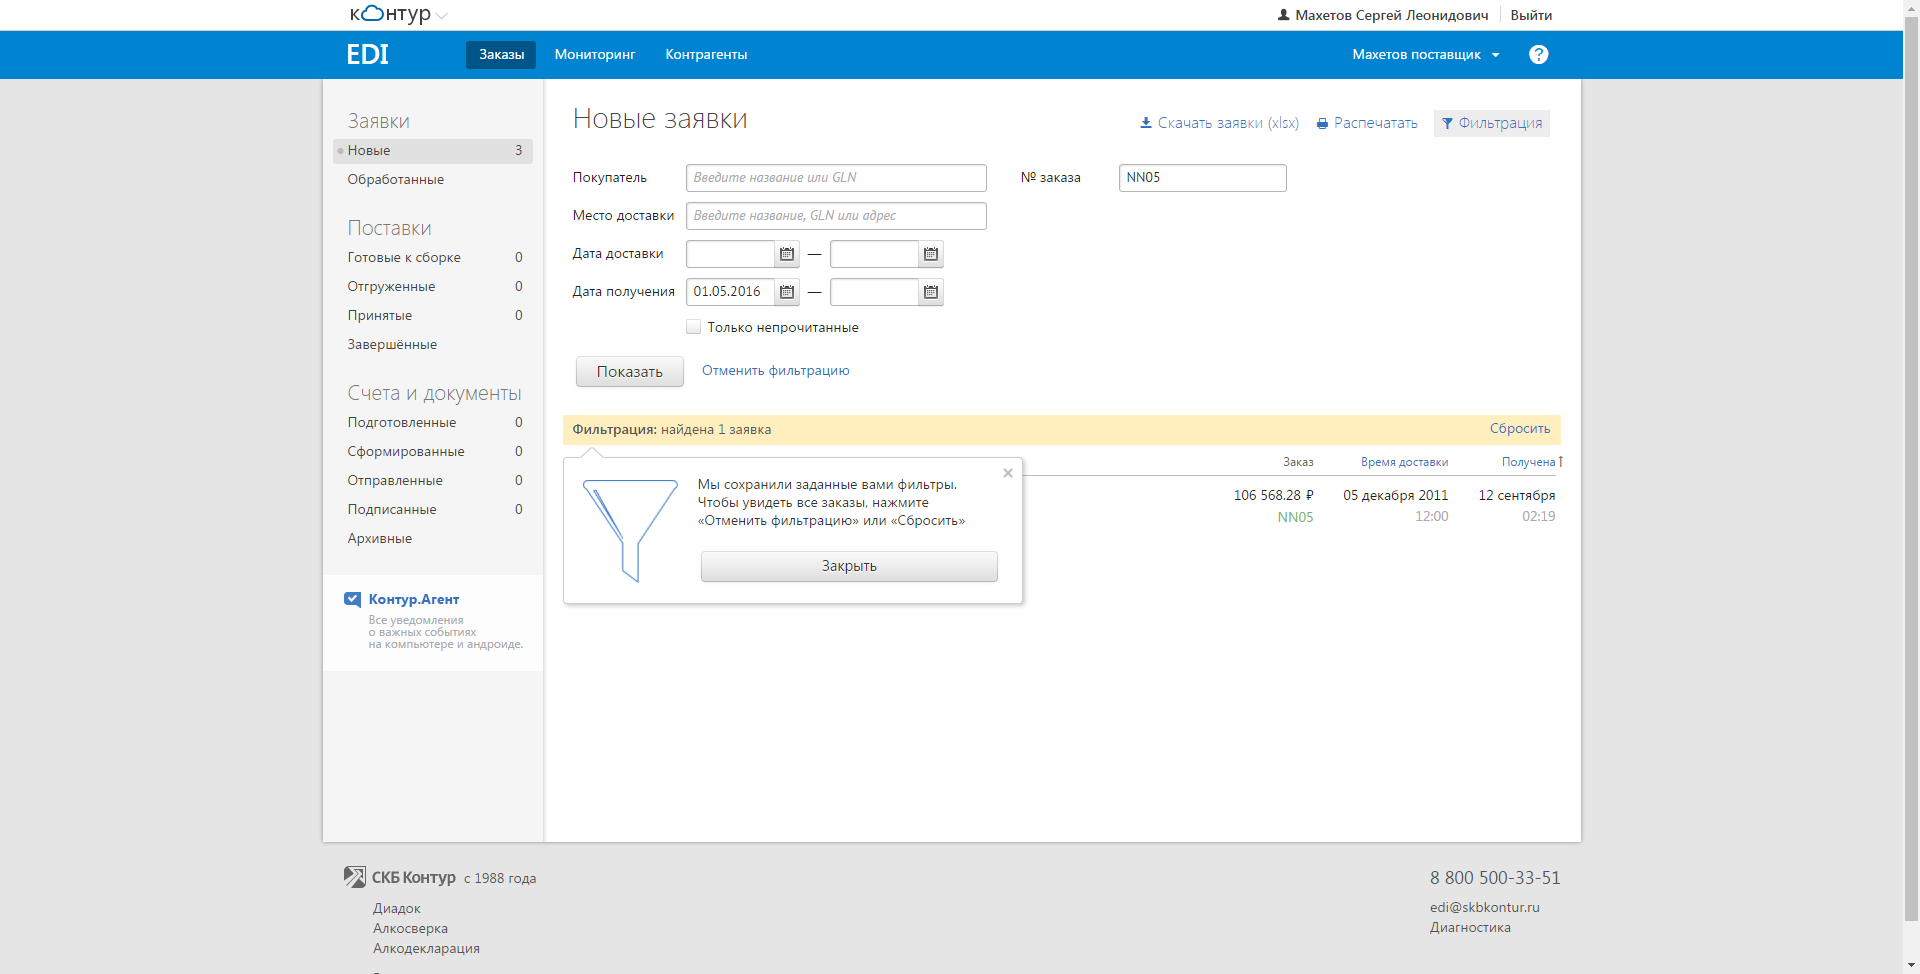 контур
Махетов Сергей Леонидович
Выйти
EDI
Заказы
Мониторинг
Контрагенты
Махетов поставщик
?
Заявки
Новые 3
Обработанные
Поставки
Готовые к сборке 0
Отгруженные 0
Принятые 0
Завершённые
Счета и документы
Подготовленные 0
Сформированные 0
Отправленные 0
Подписанные 0
Архивные
Контур.Агент
Все уведомления
о важных событиях
на компьютере и андроиде.
Новые заявки
Скачать заявки (xlsx)
Распечатать
Фильтрация
Покупатель Введите название или GLN
№ заказа NN05
Место доставки Введите название, GLN или адрес
Дата доставки —
Дата получения 01.05.2016 —
Только непрочитанные
Показать
Отменить фильтрацию
Фильтрация: найдена 1 заявка
Сбросить
Заказ Время доставки Получена↑
106 568.28 ₽ 05 декабря 2011 12 сентября
NN05 12:00 02:19
Мы сохранили заданные вами фильтры.
Чтобы увидеть все заказы, нажмите
«Отменить фильтрацию» или «Сбросить»
×
Закрыть
СКБ Контур с 1988 года
Диадок
Алкосверка
Алкодекларация
8 800 500-33-51
edi@skbkontur.ru
Диагностика